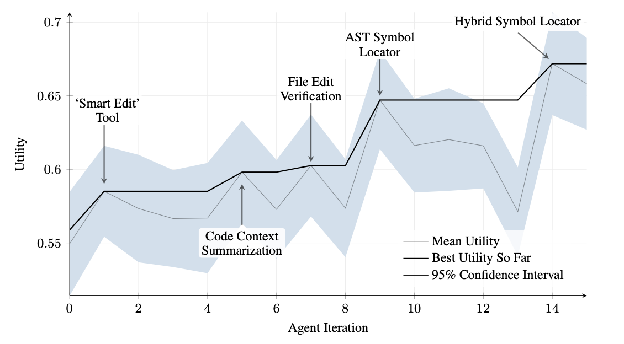 0.7
0.65
0.6
0.55
Utility
Hybrid Symbol Locator
AST Symbol
Locator
File Edit
Verification
‘Smart Edit’
Tool
Code Context
Summarization
Mean Utility
Best Utility So Far
95% Confidence Interval
0
2
4
6
8
10
12
14
Agent Iteration